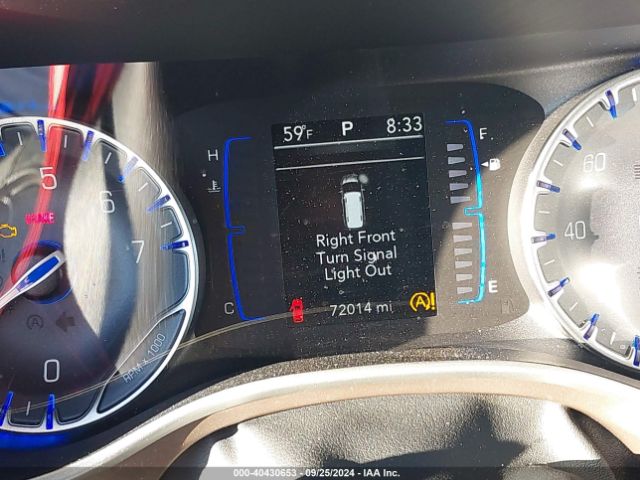 59°F P 8:33
H
F
60
5
BRAKE
6
Right Front
Turn Signal
Light Out
7
40
C
E
72014 mi
A
0
RPM x 1000
000-40430653 - 09/25/2024 - IAA Inc.